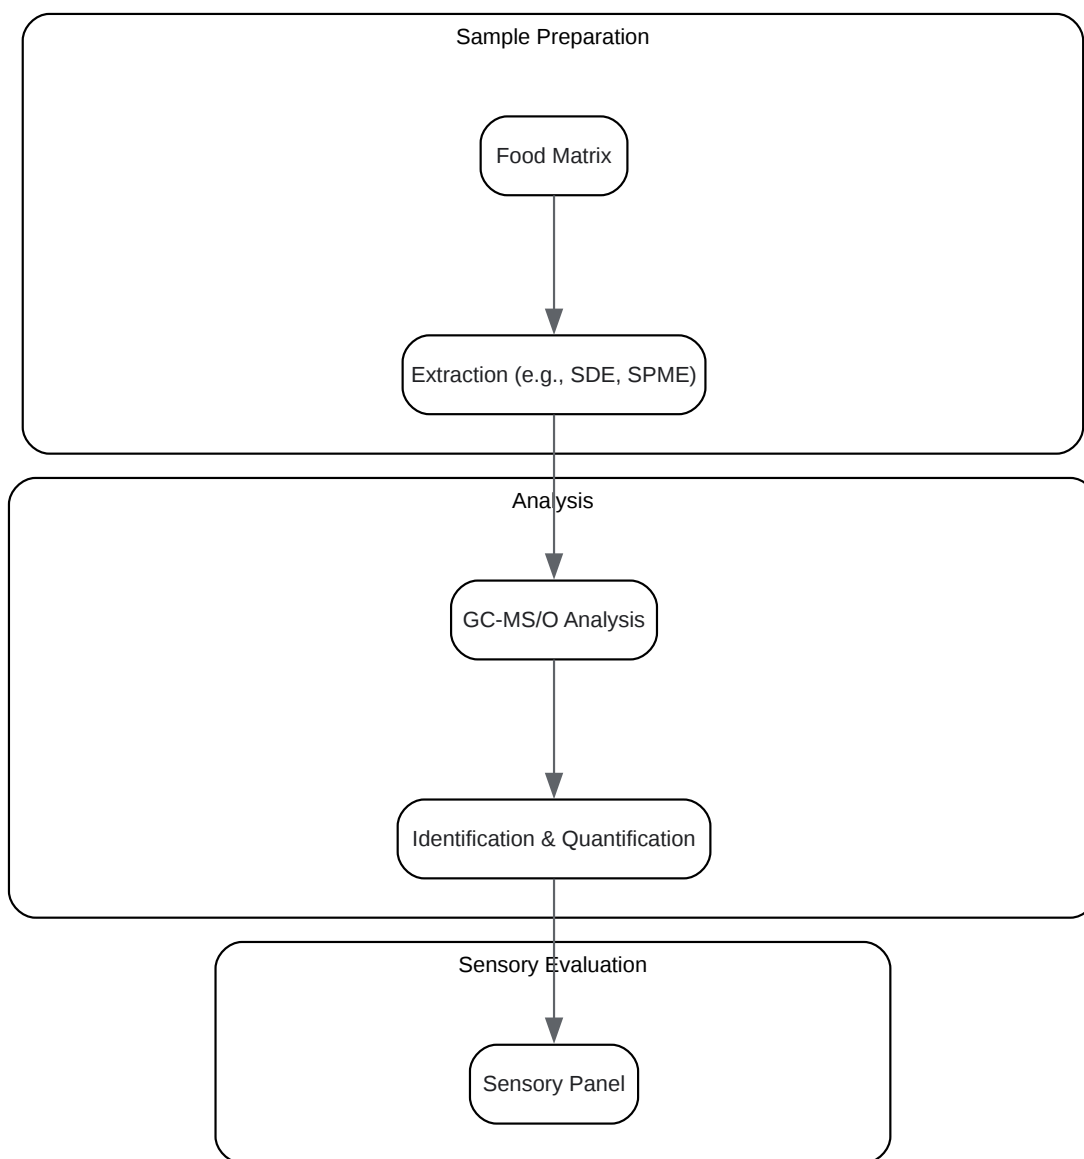 Sample Preparation
Food Matrix
Extraction (e.g., SDE, SPME)
Analysis
GC-MS/O Analysis
Identification & Quantification
Sensory Evaluation
Sensory Panel